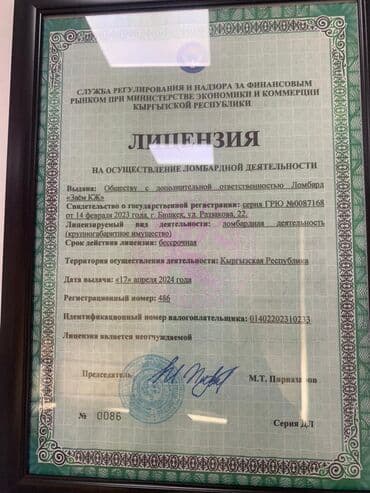 СЛУЖБА РЕГУЛИРОВАНИЯ И НАДЗОРА ЗА ФИНАНСОВЫМ
РЫНКОМ ПРИ МИНИСТЕРСТВЕ ЭКОНОМИКИ И КОММЕРЦИИ
КЫРГЫЗСКОЙ РЕСПУБЛИКИ
ЛИЦЕНЗИЯ
НА ОСУЩЕСТВЛЕНИЕ ЛОМБАРДНОЙ ДЕЯТЕЛЬНОСТИ
Выдана: Обществу с дополнительной ответственностью Ломбард
«Заём КЖ»
Свидетельство о государственной регистрации: серия ГРЮ №0087168
от 14 февраля 2023 года, г. Бишкек, ул. Раззакова, 22.
Лицензируемый вид деятельности: ломбардная деятельность
(крупногабаритное имущество)
Срок действия лицензии: бессрочная
Территория осуществления деятельности: Кыргызская Республика
Дата выдачи: «17» апреля 2024 года
Регистрационный номер: 486
Идентификационный номер налогоплательщика: 01402202310233
Лицензия является неотчуждаемой
Председатель М.Т. Пирназаров
№ 0086 Серия ДЛ